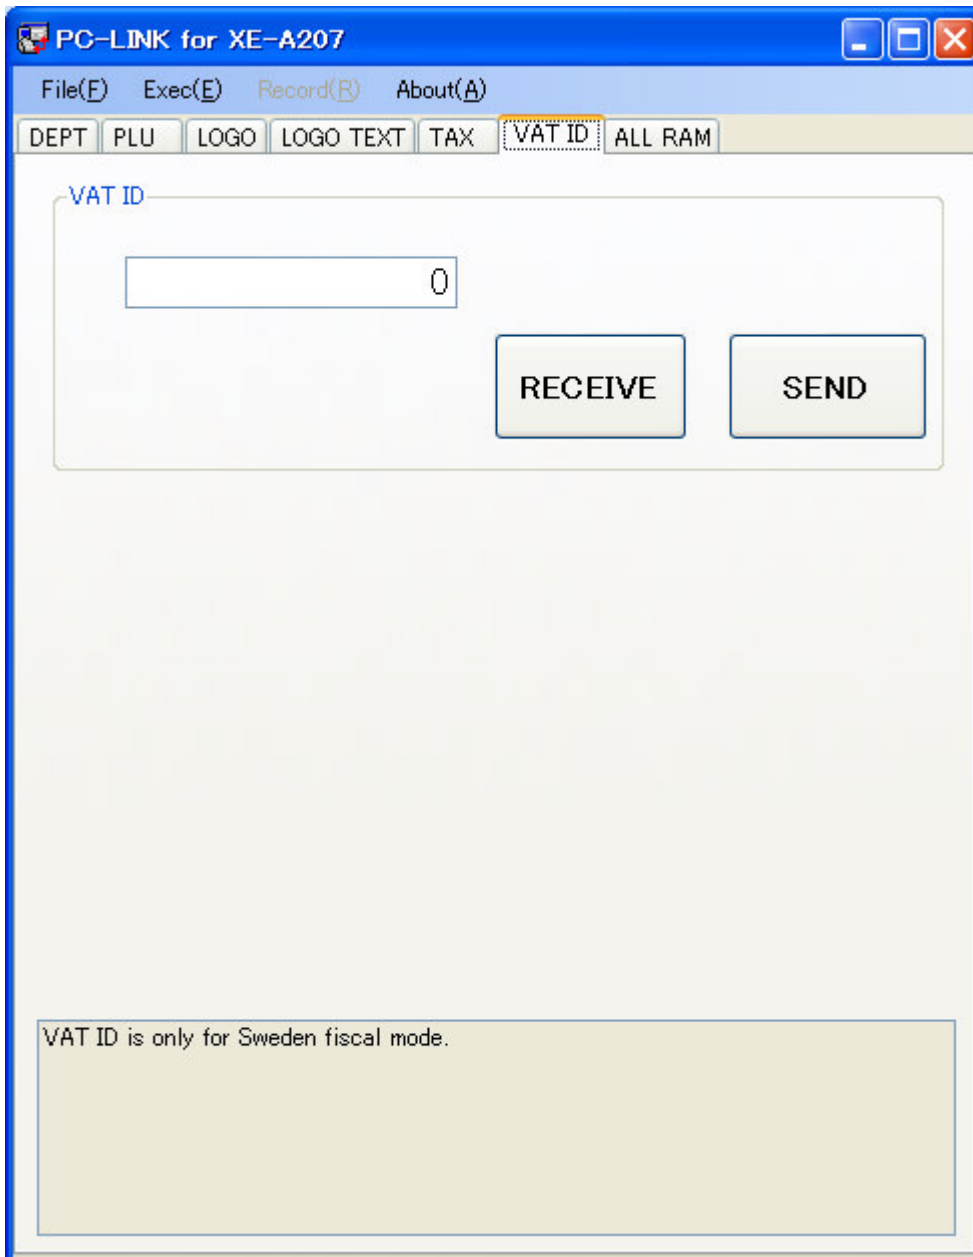 PC-LINK for XE-A207
File(F) Exec(E) Record(R) About(A)
DEPT PLU LOGO LOGO TEXT TAX VAT ID ALL RAM
VAT ID
0
RECEIVE SEND
VAT ID is only for Sweden fiscal mode.